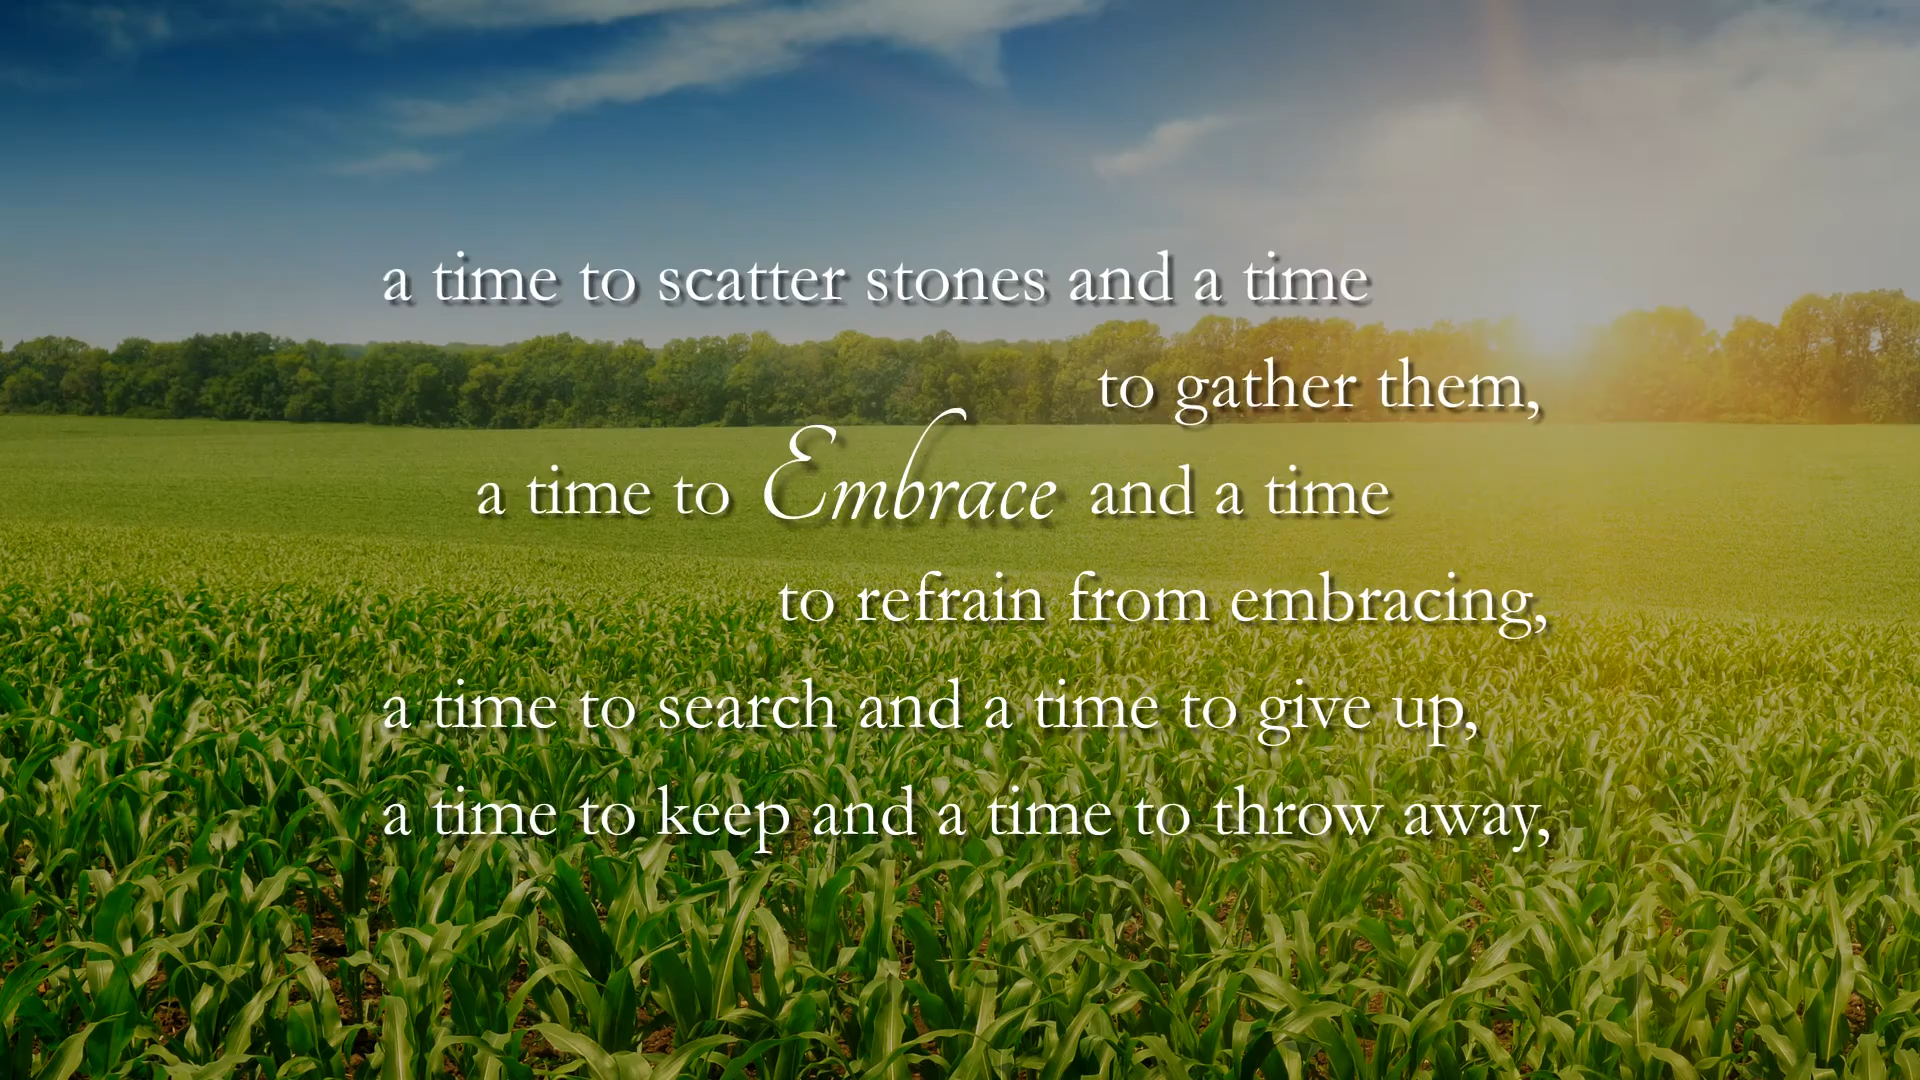 a time to scatter stones and a time
to gather them,
a time to Embrace and a time
to refrain from embracing,
a time to search and a time to give up,
a time to keep and a time to throw away,